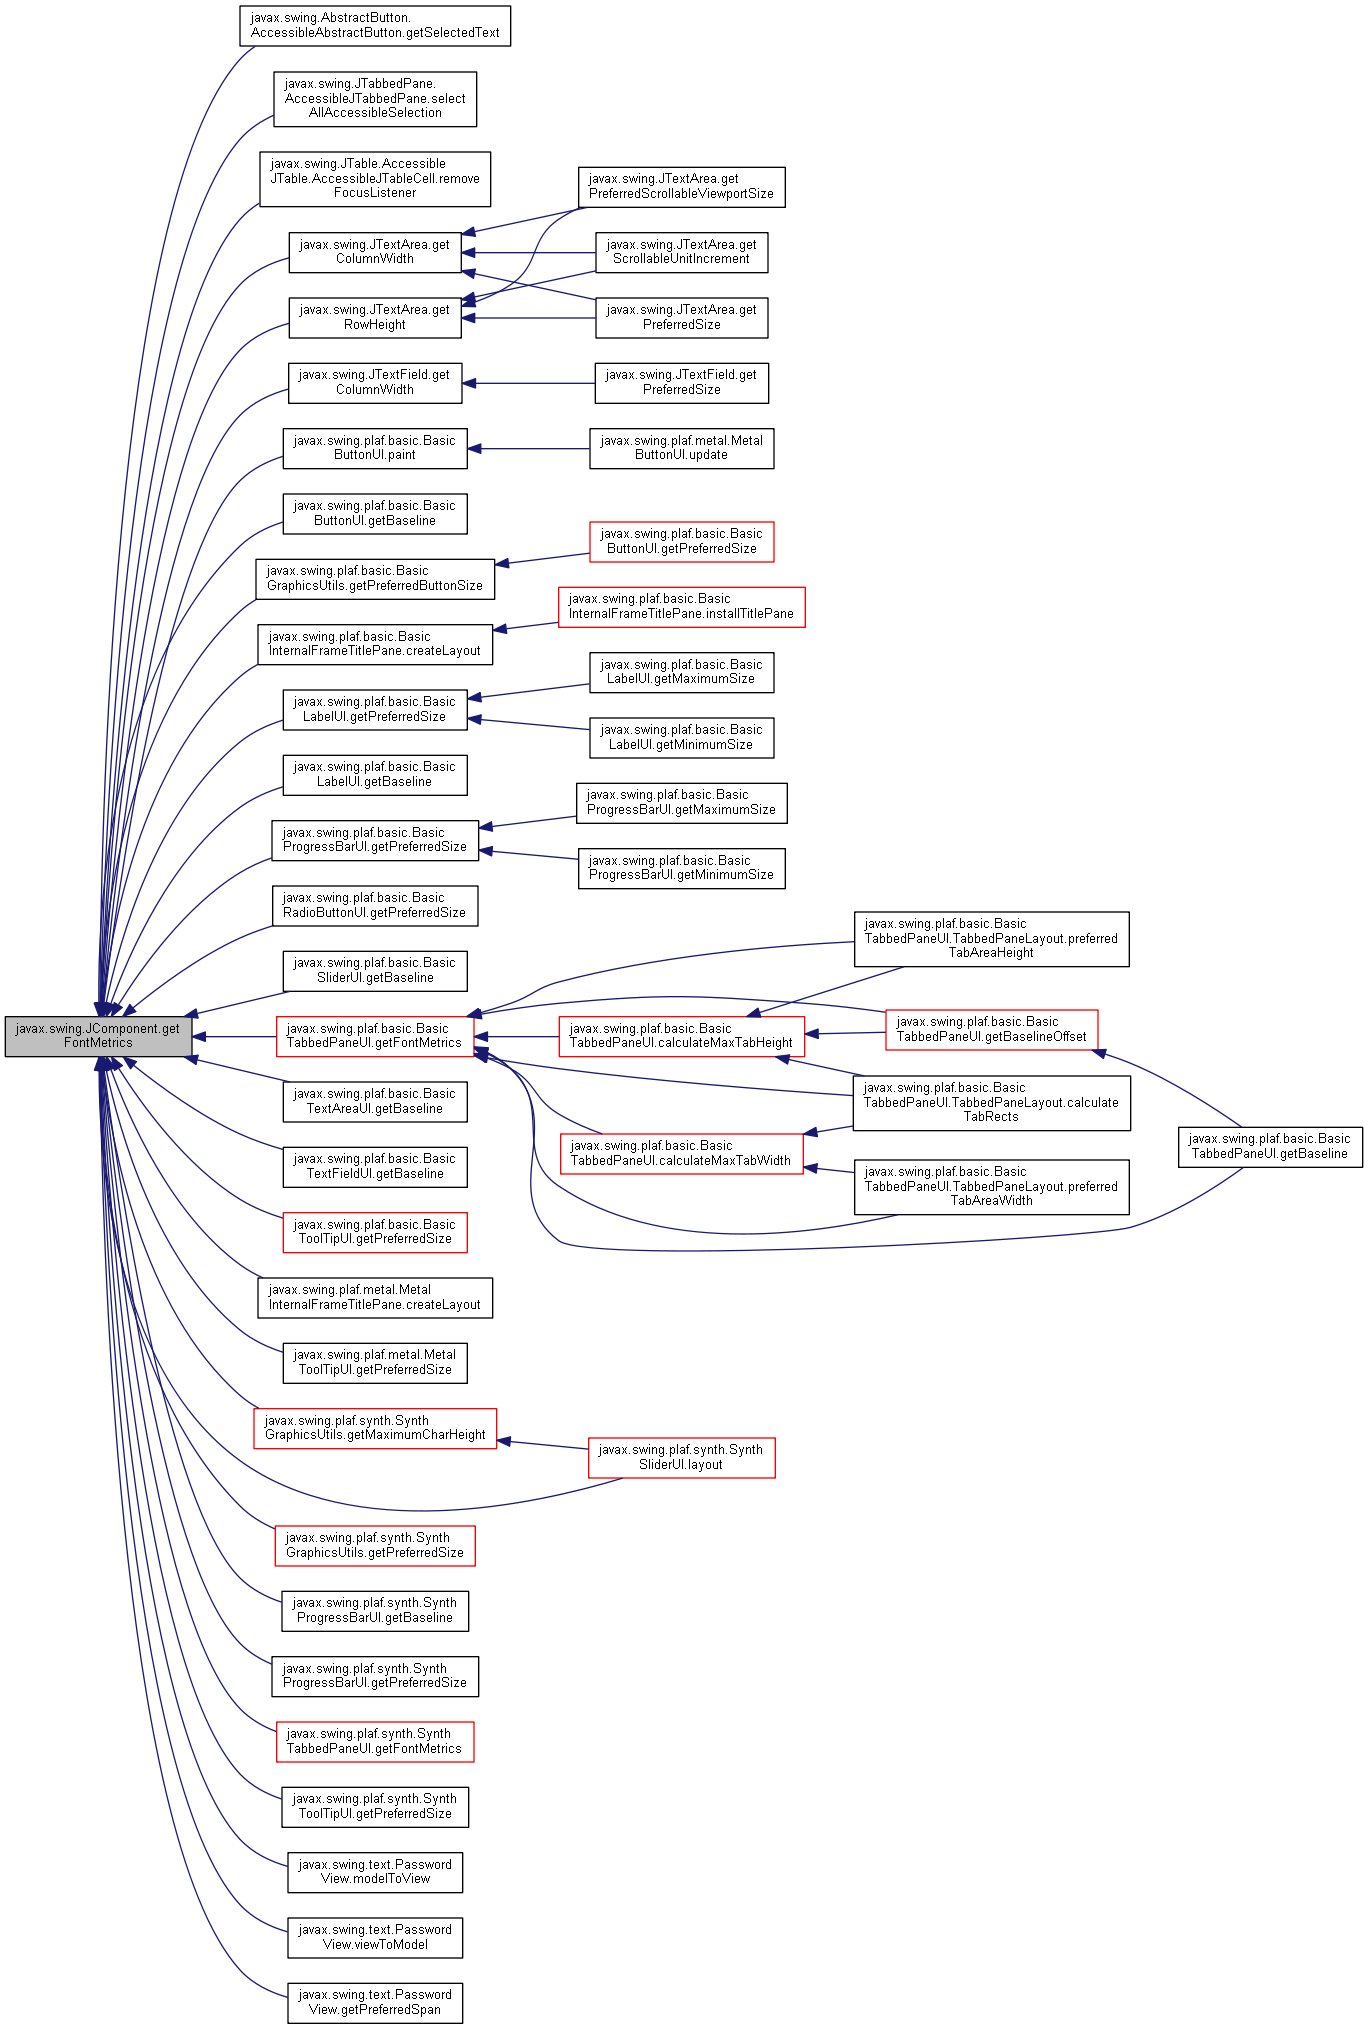 javax.swing.AbstractButton.
AccessibleAbstractButton.getSelectedText
javax.swing.JTabbedPane.
AccessibleJTabbedPane.select
AllAccessibleSelection
javax.swing.JTable.Accessible
JTable.AccessibleJTableCell.remove
FocusListener
javax.swing.JTextArea.get
PreferredScrollableViewportSize
javax.swing.JTextArea.get
ColumnWidth
javax.swing.JTextArea.get
ScrollableUnitIncrement
javax.swing.JTextArea.get
RowHeight
javax.swing.JTextArea.get
PreferredSize
javax.swing.JTextField.get
ColumnWidth
javax.swing.JTextField.get
PreferredSize
javax.swing.plaf.basic.Basic
ButtonUI.paint
javax.swing.plaf.metal.Metal
ButtonUI.update
javax.swing.plaf.basic.Basic
ButtonUI.getBaseline
javax.swing.plaf.basic.Basic
ButtonUI.getPreferredSize
javax.swing.plaf.basic.Basic
GraphicsUtils.getPreferredButtonSize
javax.swing.plaf.basic.Basic
InternalFrameTitlePane.installTitlePane
javax.swing.plaf.basic.Basic
InternalFrameTitlePane.createLayout
javax.swing.plaf.basic.Basic
LabelUI.getMaximumSize
javax.swing.plaf.basic.Basic
LabelUI.getPreferredSize
javax.swing.plaf.basic.Basic
LabelUI.getMinimumSize
javax.swing.plaf.basic.Basic
LabelUI.getBaseline
javax.swing.plaf.basic.Basic
ProgressBarUI.getMaximumSize
javax.swing.plaf.basic.Basic
ProgressBarUI.getPreferredSize
javax.swing.plaf.basic.Basic
ProgressBarUI.getMinimumSize
javax.swing.plaf.basic.Basic
RadioButtonUI.getPreferredSize
javax.swing.plaf.basic.Basic
TabbedPaneUI.TabbedPaneLayout.preferred
TabAreaHeight
javax.swing.plaf.basic.Basic
SliderUI.getBaseline
javax.swing.JComponent.get
FontMetrics
javax.swing.plaf.basic.Basic
TabbedPaneUI.getFontMetrics
javax.swing.plaf.basic.Basic
TabbedPaneUI.calculateMaxTabHeight
javax.swing.plaf.basic.Basic
TabbedPaneUI.getBaselineOffset
javax.swing.plaf.basic.Basic
TextAreaUI.getBaseline
javax.swing.plaf.basic.Basic
TabbedPaneUI.TabbedPaneLayout.calculate
TabRects
javax.swing.plaf.basic.Basic
TabbedPaneUI.getBaseline
javax.swing.plaf.basic.Basic
TextFieldUI.getBaseline
javax.swing.plaf.basic.Basic
TabbedPaneUI.calculateMaxTabWidth
javax.swing.plaf.basic.Basic
TabbedPaneUI.TabbedPaneLayout.preferred
TabAreaWidth
javax.swing.plaf.basic.Basic
ToolTipUI.getPreferredSize
javax.swing.plaf.metal.Metal
InternalFrameTitlePane.createLayout
javax.swing.plaf.metal.Metal
ToolTipUI.getPreferredSize
javax.swing.plaf.synth.Synth
GraphicsUtils.getMaximumCharHeight
javax.swing.plaf.synth.Synth
SliderUI.layout
javax.swing.plaf.synth.Synth
GraphicsUtils.getPreferredSize
javax.swing.plaf.synth.Synth
ProgressBarUI.getBaseline
javax.swing.plaf.synth.Synth
ProgressBarUI.getPreferredSize
javax.swing.plaf.synth.Synth
TabbedPaneUI.getFontMetrics
javax.swing.plaf.synth.Synth
ToolTipUI.getPreferredSize
javax.swing.text.Password
View.modelToView
javax.swing.text.Password
View.viewToModel
javax.swing.text.Password
View.getPreferredSpan